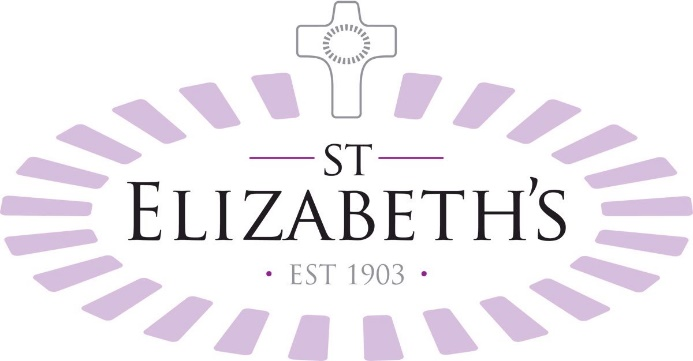 ST
ELIZABETH'S
• EST 1903 •